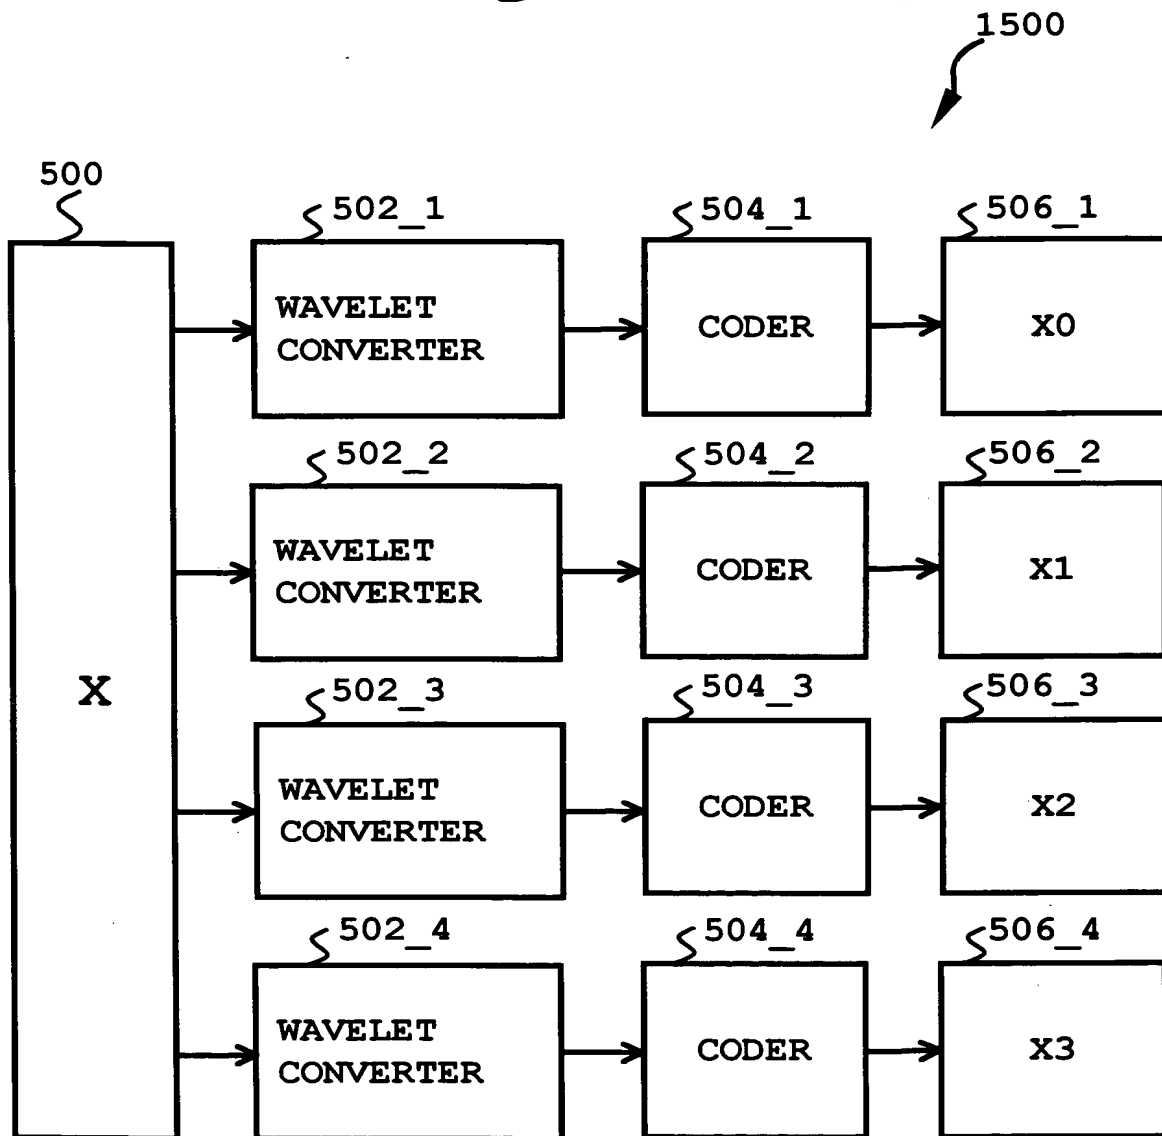 1500
500
502_1
504_1
506_1
WAVELET
CONVERTER
CODER
X0
502_2
504_2
506_2
WAVELET
CONVERTER
CODER
X1
X
502_3
504_3
506_3
WAVELET
CONVERTER
CODER
X2
502_4
504_4
506_4
WAVELET
CONVERTER
CODER
X3